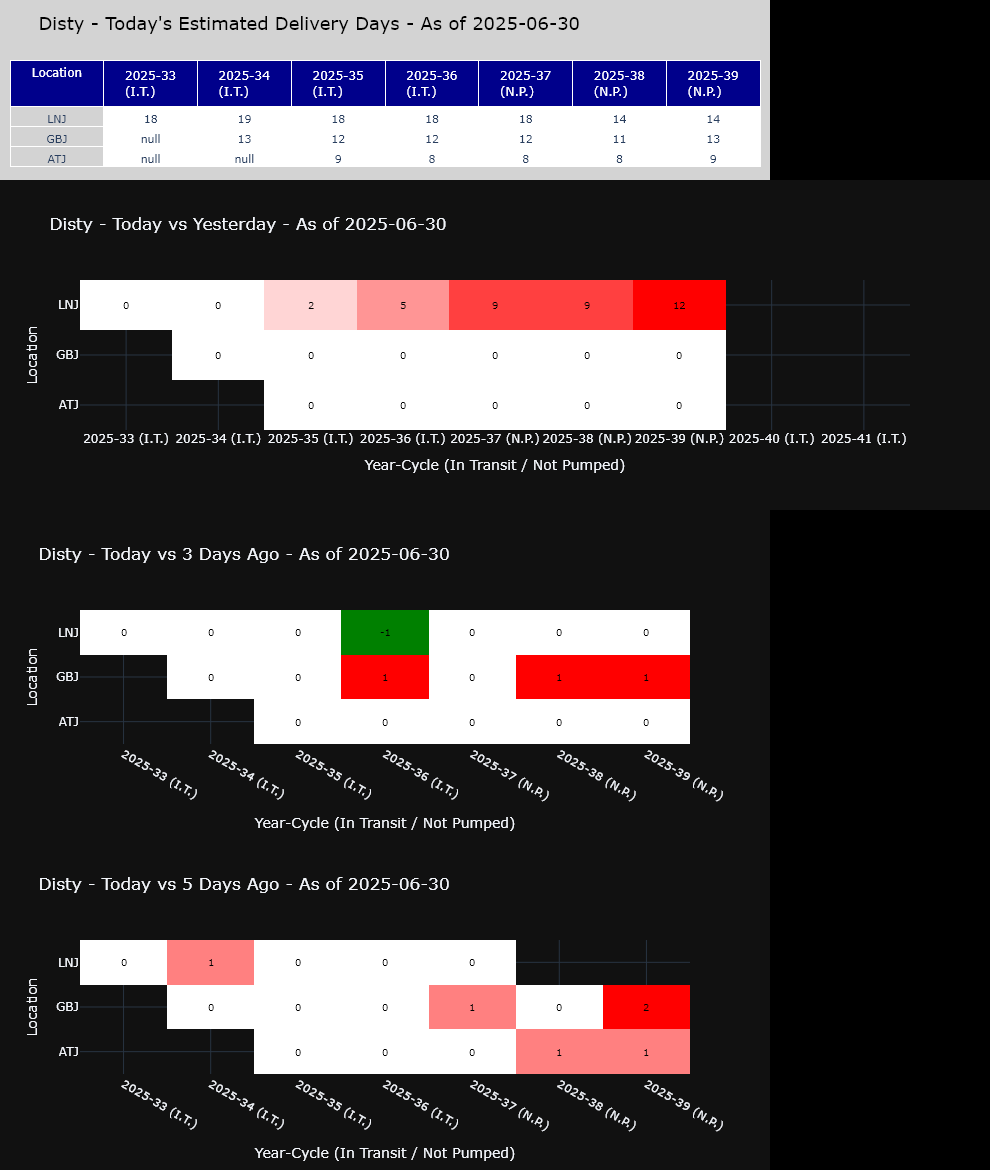 Disty - Today's Estimated Delivery Days - As of 2025-06-30
Location 2025-33 (I.T.) 2025-34 (I.T.) 2025-35 (I.T.) 2025-36 (I.T.) 2025-37 (N.P.) 2025-38 (N.P.) 2025-39 (N.P.)
LNJ 18 19 18 18 18 14 14
GBJ null 13 12 12 12 11 13
ATJ null null 9 8 8 8 9
Disty - Today vs Yesterday - As of 2025-06-30
Location
LNJ 0 0 2 5 9 9 12
GBJ 0 0 0 0 0 0
ATJ 0 0 0 0 0
2025-33 (I.T.) 2025-34 (I.T.) 2025-35 (I.T.) 2025-36 (I.T.) 2025-37 (N.P.) 2025-38 (N.P.) 2025-39 (N.P.) 2025-40 (I.T.) 2025-41 (I.T.)
Year-Cycle (In Transit / Not Pumped)
Disty - Today vs 3 Days Ago - As of 2025-06-30
Location
LNJ 0 0 0 -1 0 0 0
GBJ 0 0 1 0 1 1
ATJ 0 0 0 0 0
2025-33 (I.T.) 2025-34 (I.T.) 2025-35 (I.T.) 2025-36 (I.T.) 2025-37 (N.P.) 2025-38 (N.P.) 2025-39 (N.P.)
Year-Cycle (In Transit / Not Pumped)
Disty - Today vs 5 Days Ago - As of 2025-06-30
Location
LNJ 0 1 0 0 0
GBJ 0 0 0 1 0 2
ATJ 0 0 0 1 1
2025-33 (I.T.) 2025-34 (I.T.) 2025-35 (I.T.) 2025-36 (I.T.) 2025-37 (N.P.) 2025-38 (N.P.) 2025-39 (N.P.)
Year-Cycle (In Transit / Not Pumped)